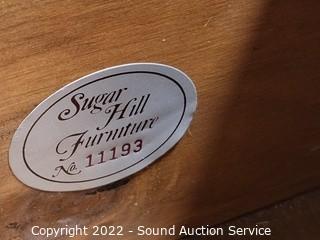 Sugar
Hill
Furniture
No. 11193
Copyright 2022 - Sound Auction Service